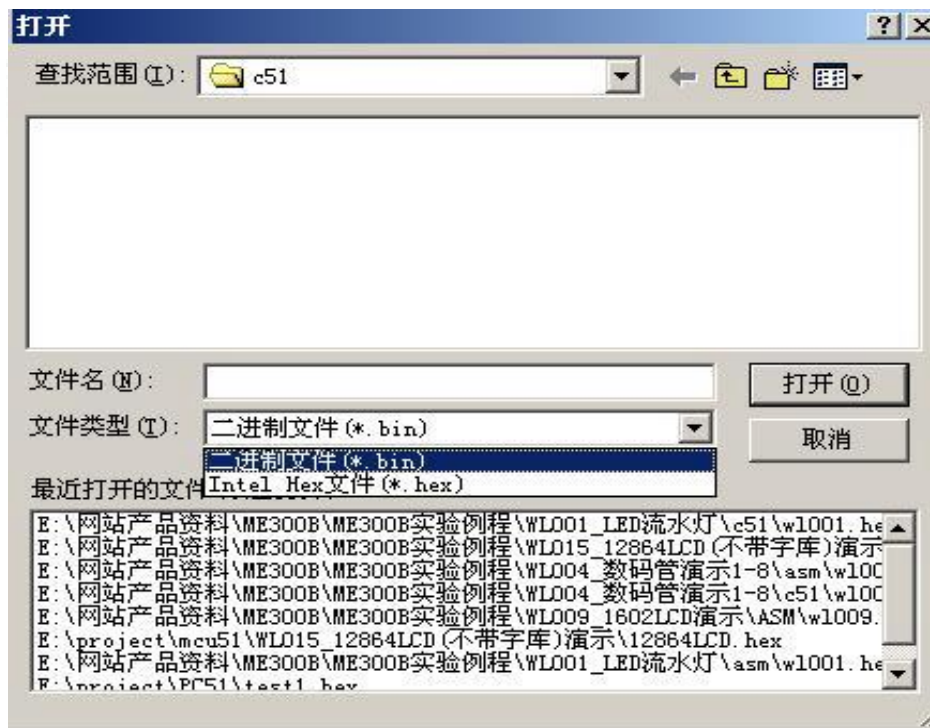 打开
查找范围(I): c51
文件名(N): 打开(O)
文件类型(T): 二进制文件(*.bin) 取消
二进制文件(*.bin)
Intel Hex文件(*.hex)
最近打开的文件
E:\网站产品资料\ME300B\ME300B实验例程\WL001_LED流水灯\c51\wl001.he
E:\网站产品资料\ME300B\ME300B实验例程\WL015_12864LCD(不带字库)演示
E:\网站产品资料\ME300B\ME300B实验例程\WL004_数码管演示1-8\asm\wl00
E:\网站产品资料\ME300B\ME300B实验例程\WL004_数码管演示1-8\c51\wl00
E:\网站产品资料\ME300B\ME300B实验例程\WL009_1602LCD演示\ASM\wl009.
E:\project\mcu51\WL015_12864LCD(不带字库)演示\12864LCD.hex
E:\网站产品资料\ME300B\ME300B实验例程\WL001_LED流水灯\asm\wl001.he
E:\project\PC51\test1.hex